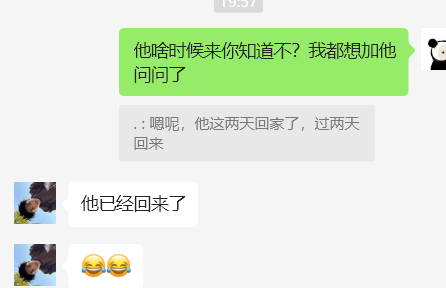 19:57
他啥时候来你知道不？我都想加他
问问了
. : 嗯呢，他这两天回家了，过两天
回来
他已经回来了
😂😂